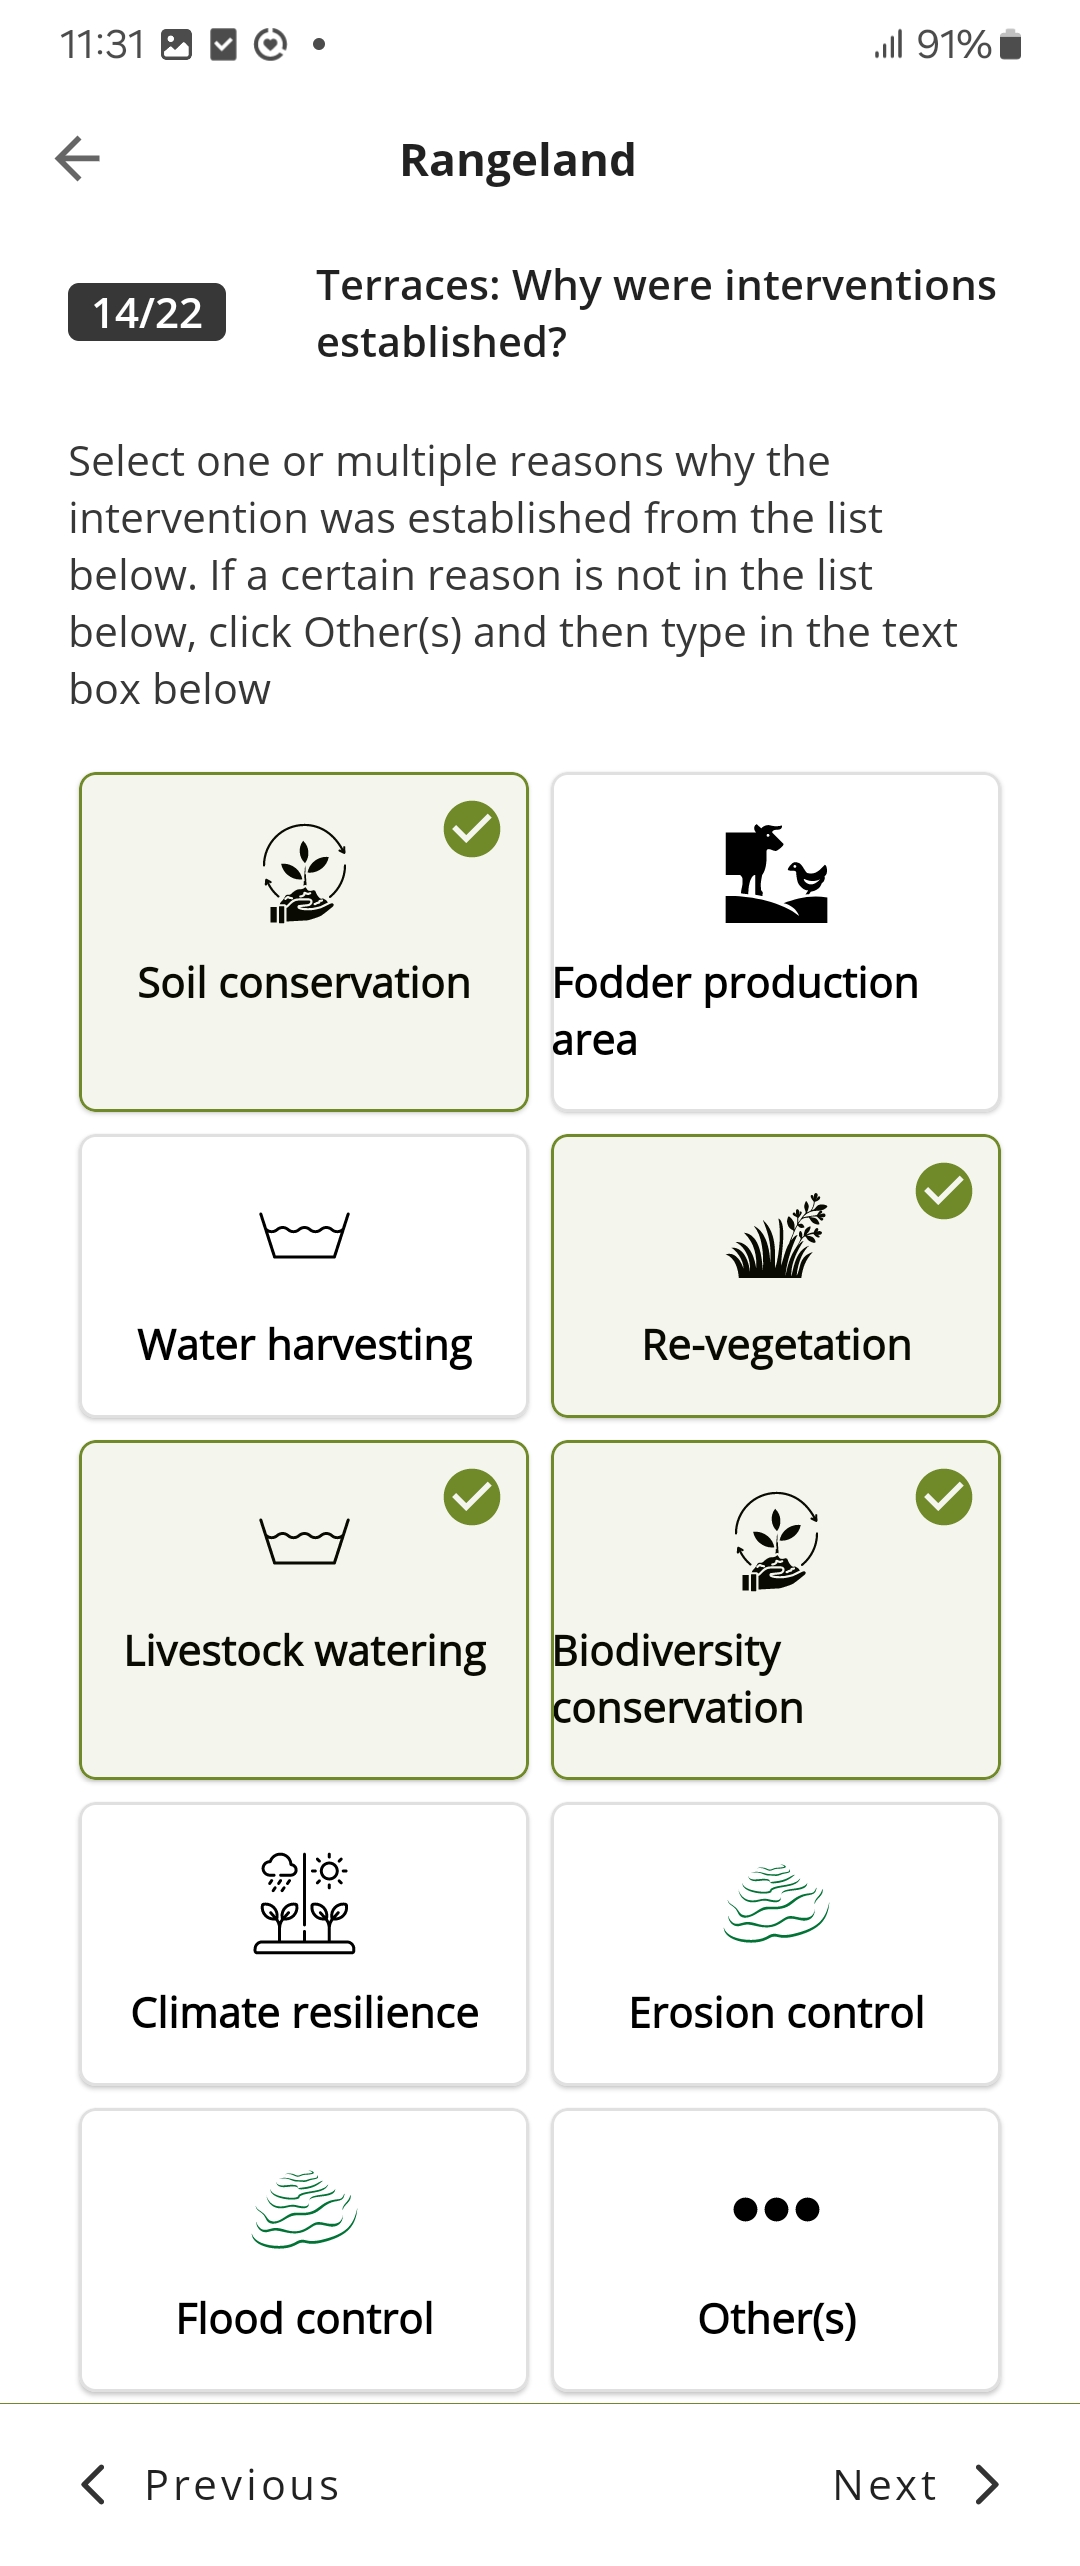 11:31
91%
Rangeland
14/22
Terraces: Why were interventions
established?
Select one or multiple reasons why the
intervention was established from the list
below. If a certain reason is not in the list
below, click Other(s) and then type in the text
box below
Soil conservation
Fodder production
area
Water harvesting
Re-vegetation
Livestock watering
Biodiversity
conservation
Climate resilience
Erosion control
Flood control
Other(s)
Previous
Next